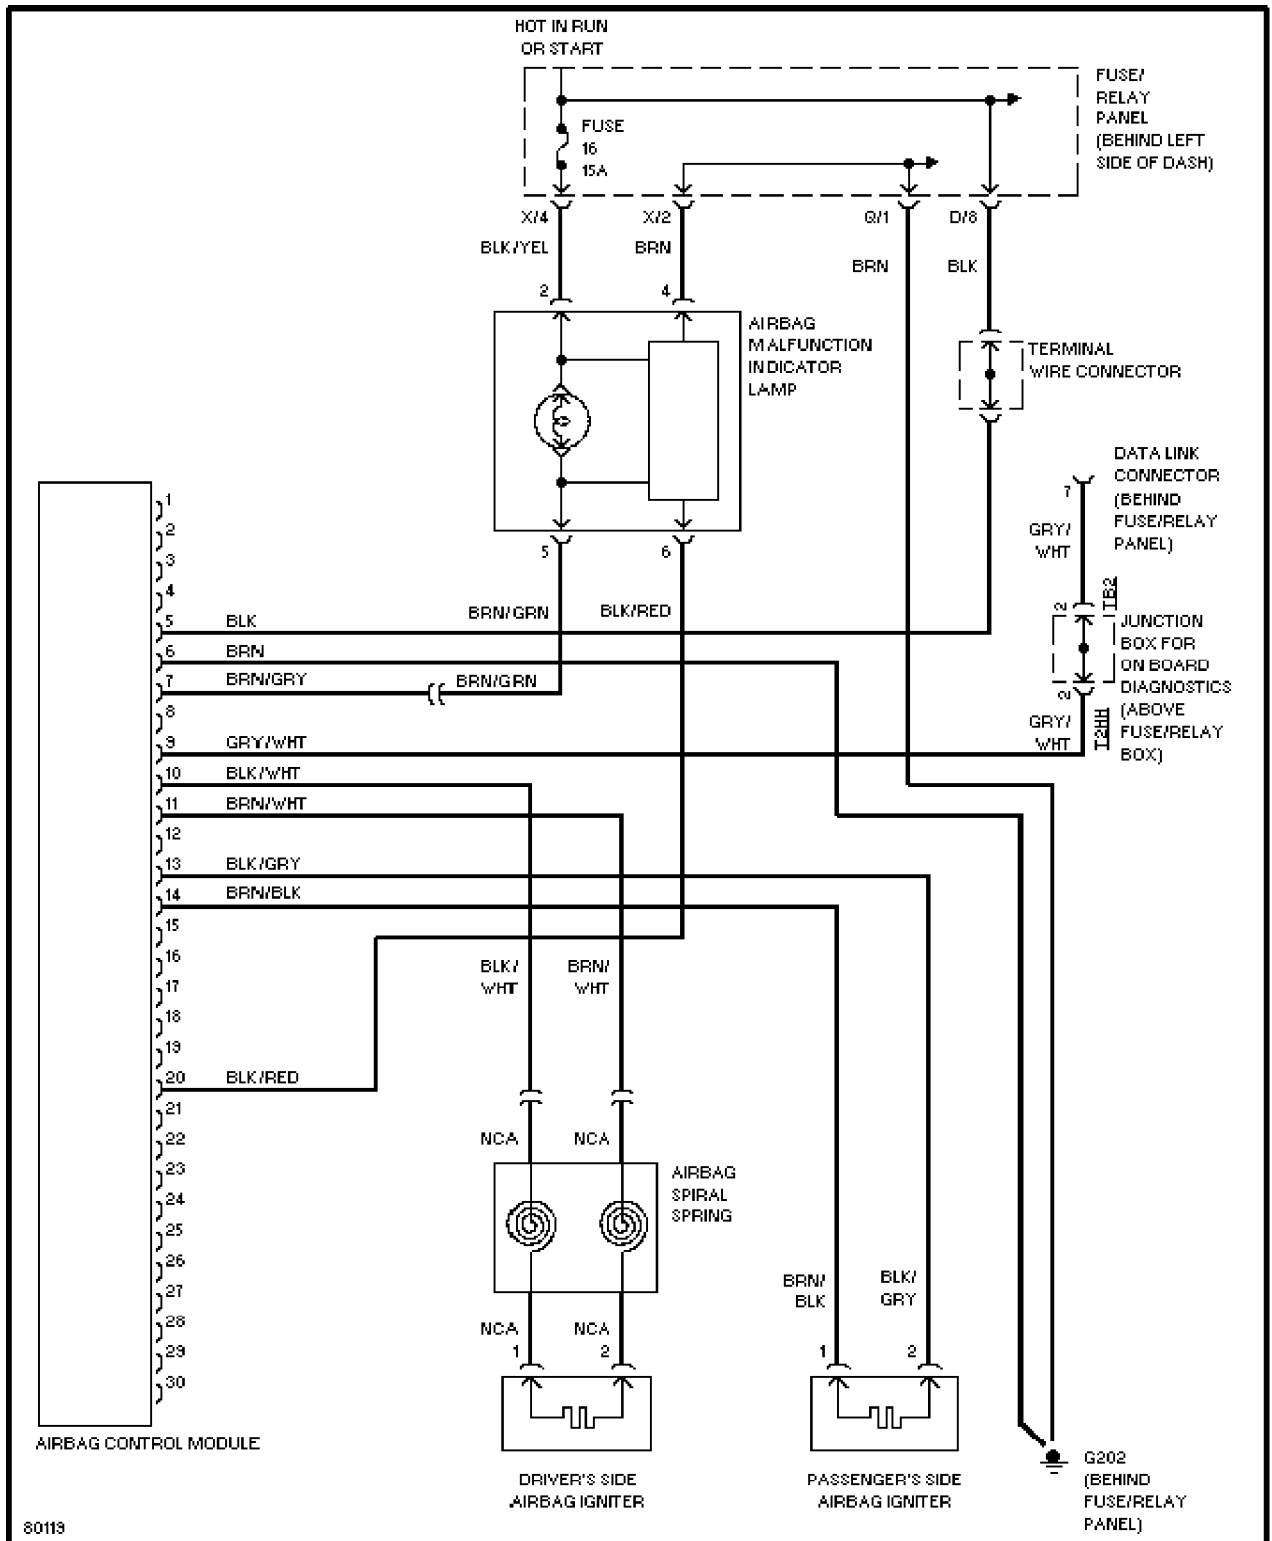 HOT IN RUN
OR START
FUSE/
RELAY
PANEL
(BEHIND LEFT
SIDE OF DASH)
FUSE
16
15A
X/4
X/2
Q/1
D/8
BLK/YEL
BRN
BRN
BLK
2
4
AIRBAG
MALFUNCTION
INDICATOR
LAMP
TERMINAL
WIRE CONNECTOR
DATA LINK
CONNECTOR
(BEHIND
FUSE/RELAY
PANEL)
7
GRY/
WHT
5
6
BRN/GRN
BLK/RED
2
TB2
JUNCTION
BOX FOR
ON BOARD
DIAGNOSTICS
(ABOVE
FUSE/RELAY
BOX)
2
T2HH
GRY/
WHT
1
2
3
4
5 BLK
6 BRN
7 BRN/GRY BRN/GRN
8
9 GRY/WHT
10 BLK/WHT
11 BRN/WHT
12
13 BLK/GRY
14 BRN/BLK
15
16
17
18
19
20 BLK/RED
21
22
23
24
25
26
27
28
29
30
AIRBAG CONTROL MODULE
BLK/
WHT
BRN/
WHT
NCA
NCA
AIRBAG
SPIRAL
SPRING
NCA
NCA
1
2
BRN/
BLK
BLK/
GRY
1
2
DRIVER'S SIDE
AIRBAG IGNITER
PASSENGER'S SIDE
AIRBAG IGNITER
G202
(BEHIND
FUSE/RELAY
PANEL)
80119